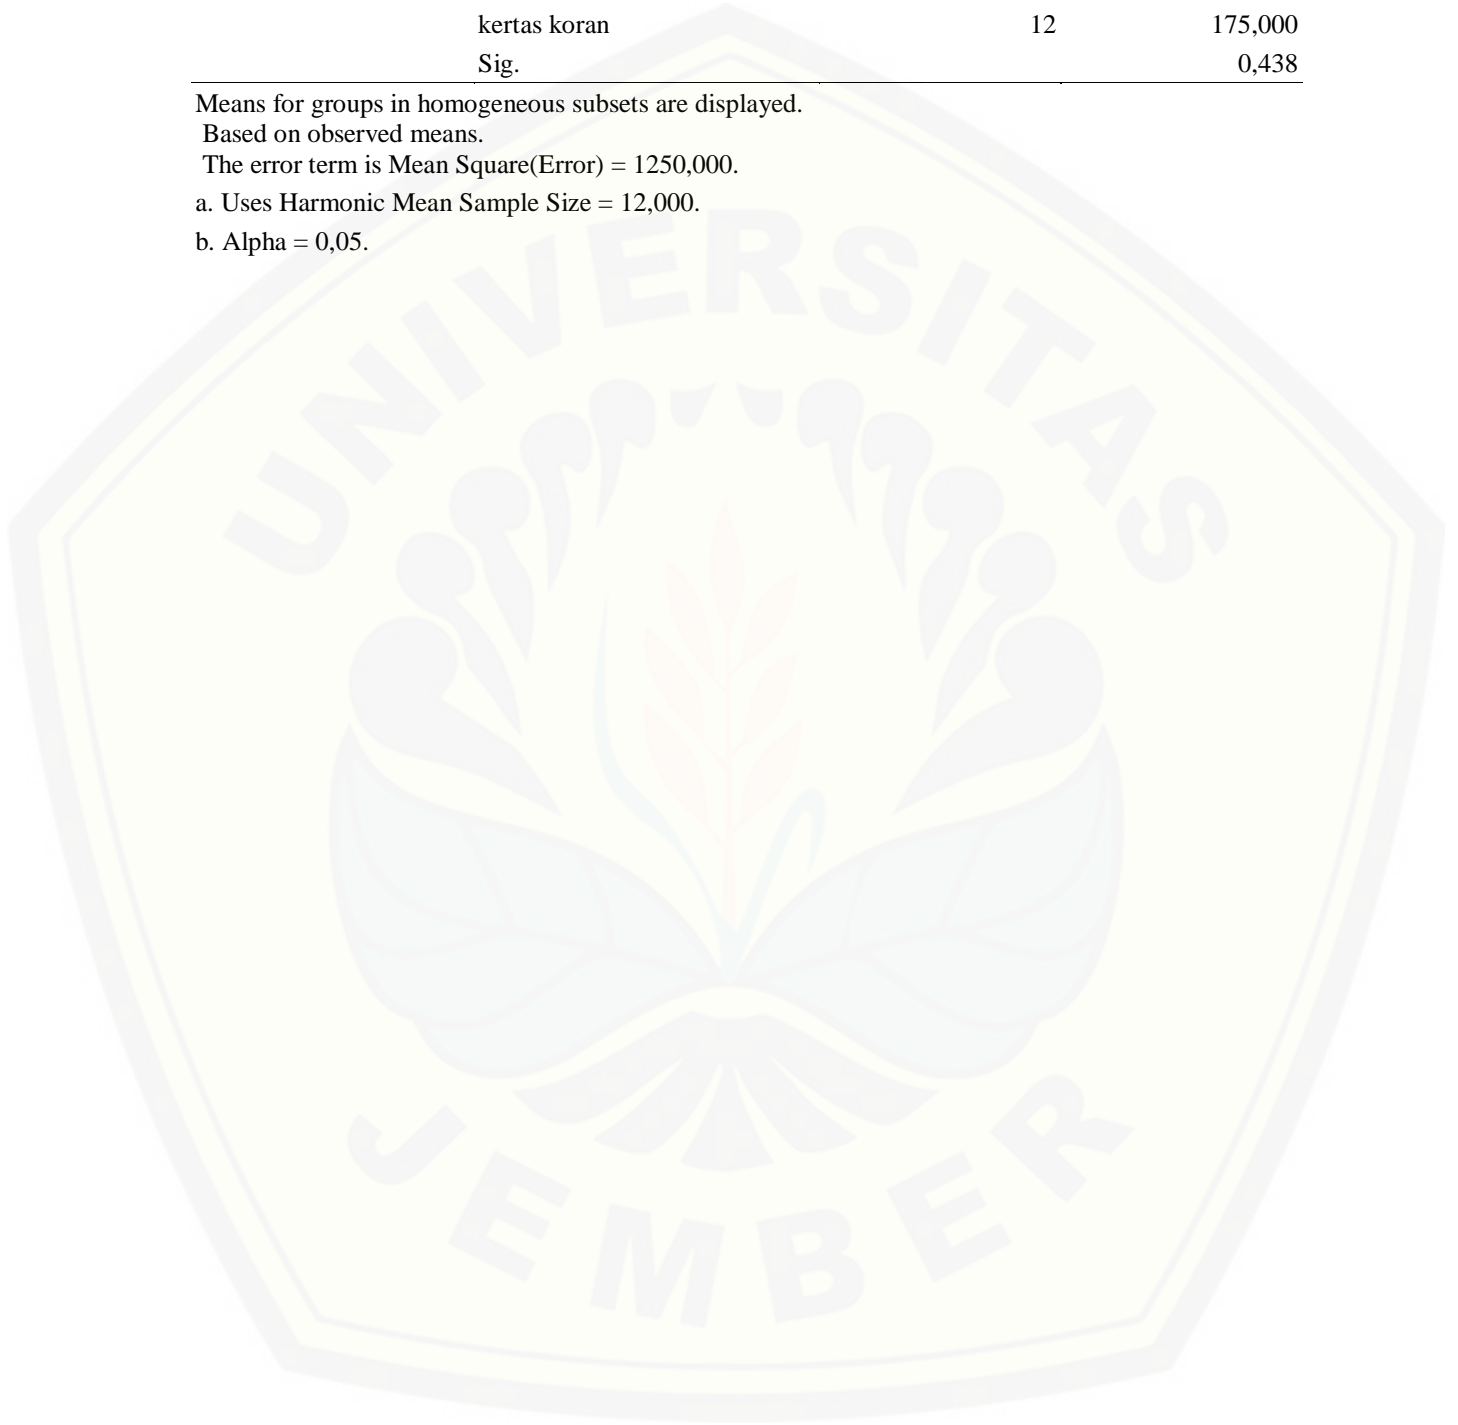 kertas koran 12 175,000
Sig. 0,438
Means for groups in homogeneous subsets are displayed.
Based on observed means.
The error term is Mean Square(Error) = 1250,000.
a. Uses Harmonic Mean Sample Size = 12,000.
b. Alpha = 0,05.
UNIVERSITAS
JEMBER